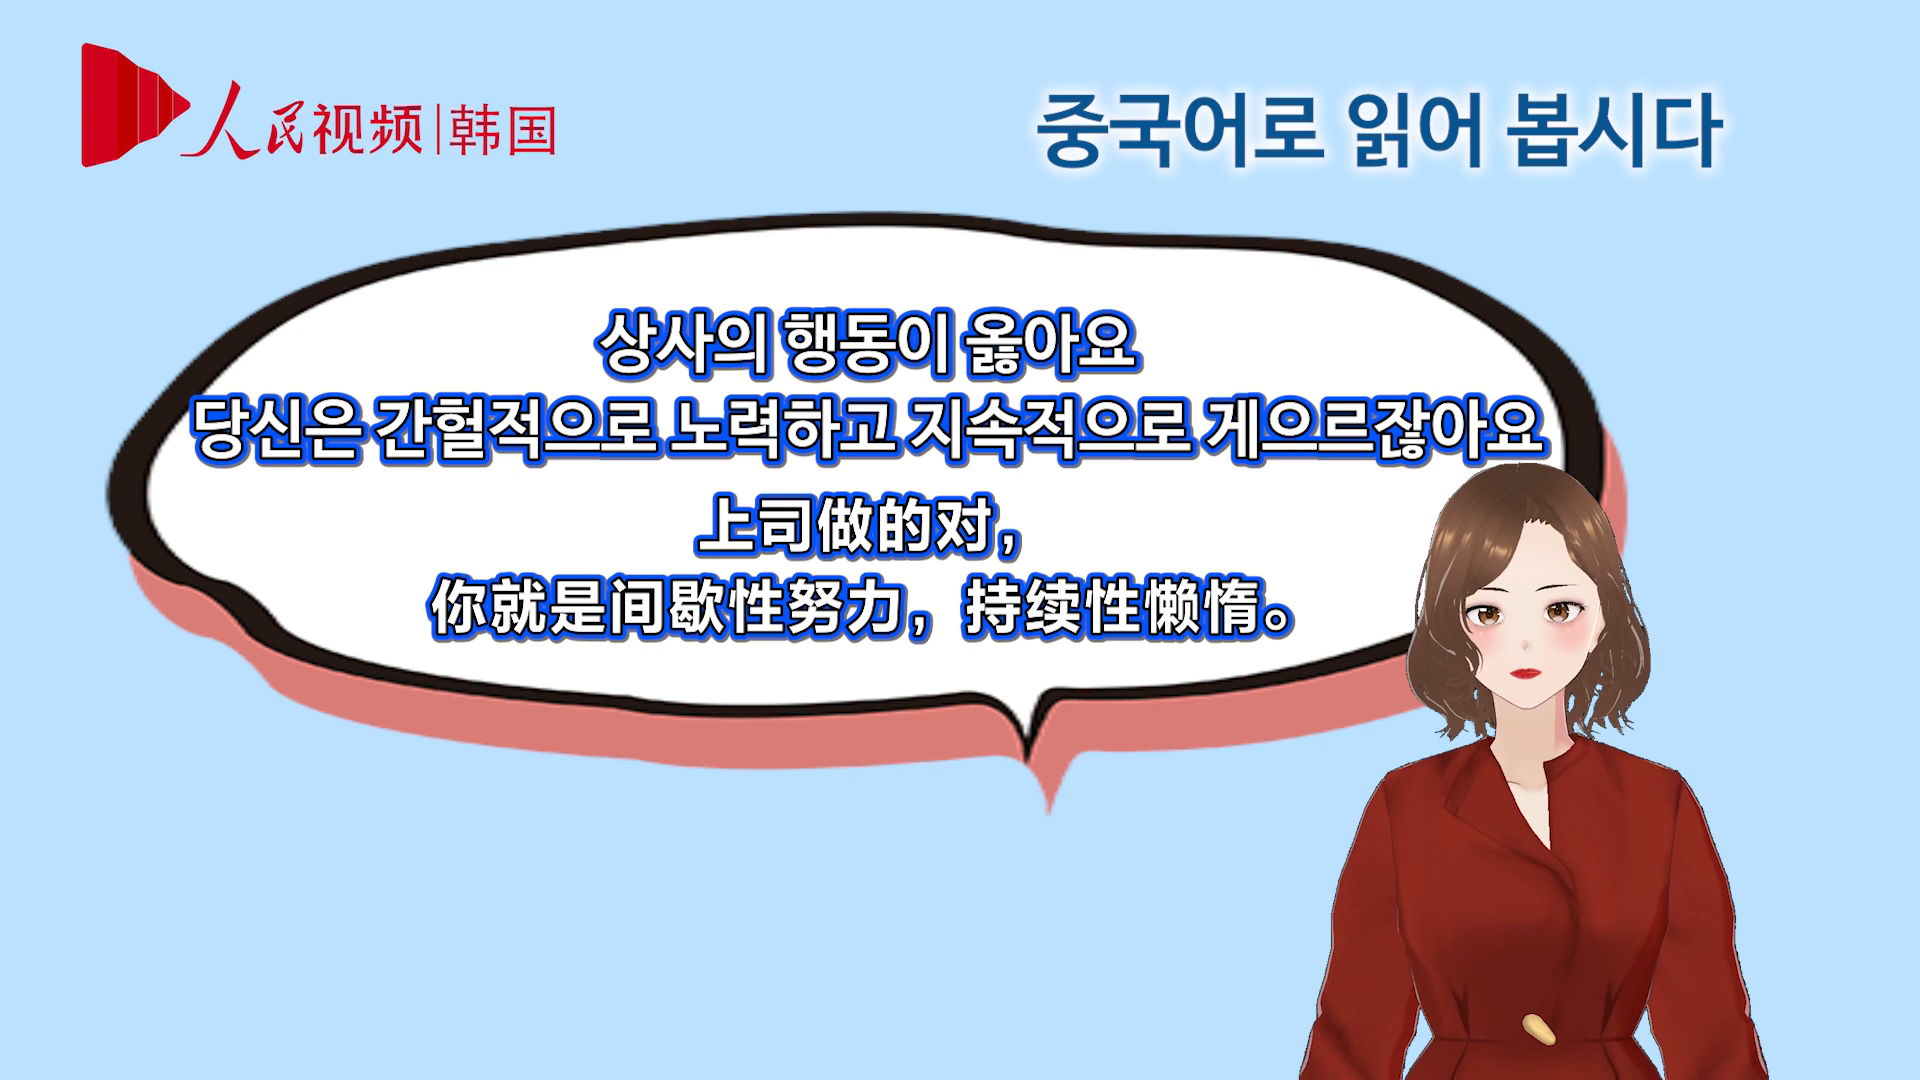 人民视频|韩国
중국어로 읽어 봅시다
상사의 행동이 옳아요
당신은 간헐적으로 노력하고 지속적으로 게으르잖아요
上司做的对，
你就是间歇性努力，持续性懒惰。